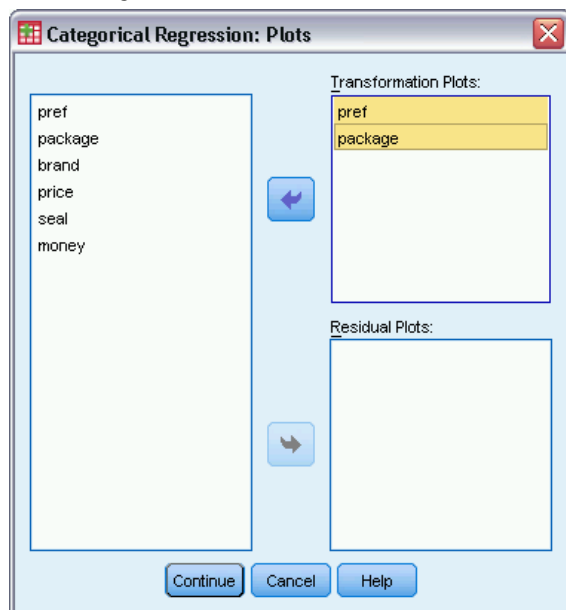 Categorical Regression: Plots
pref
package
brand
price
seal
money
Transformation Plots:
pref
package
Residual Plots:
Continue
Cancel
Help